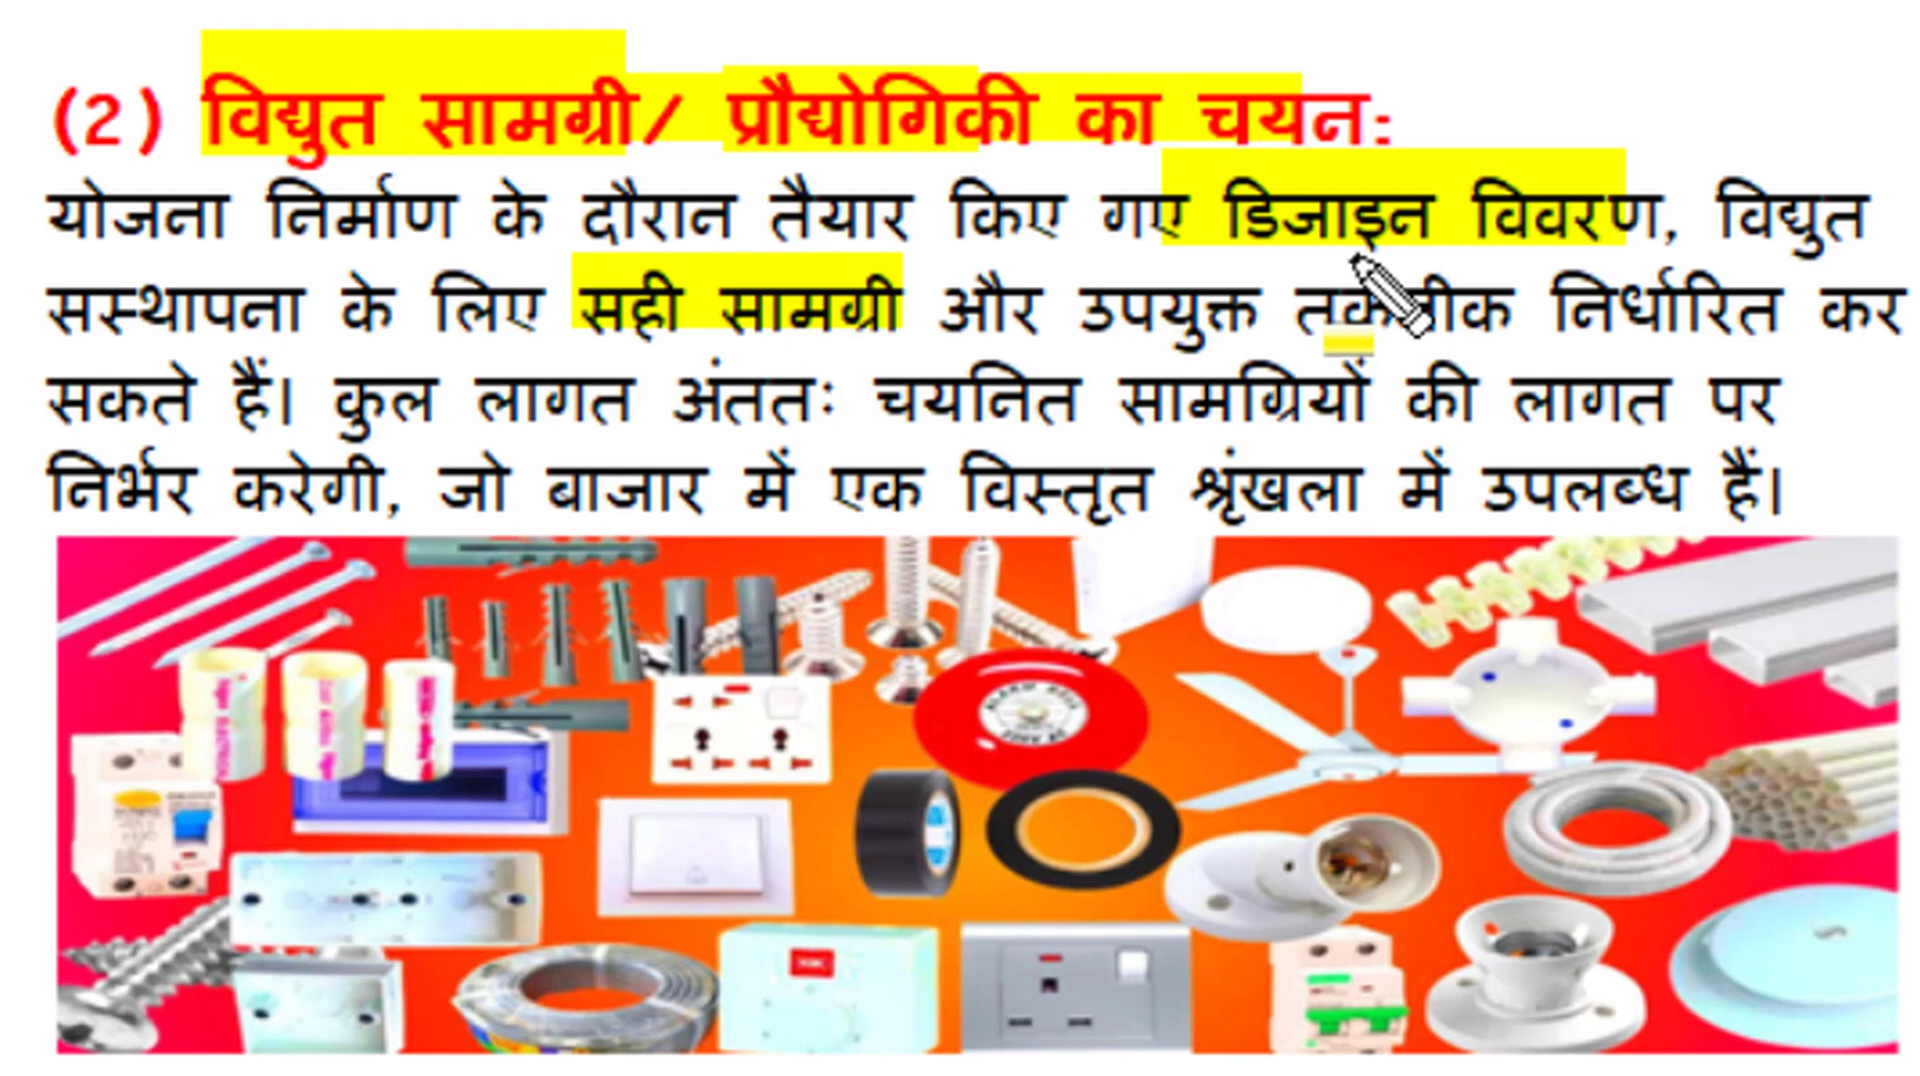 (2) विद्युत सामग्री/ प्रौद्योगिकी का चयन:
योजना निर्माण के दौरान तैयार किए गए डिजाइन विवरण, विद्युत
सस्थापना के लिए सही सामग्री और उपयुक्त तकनीक निर्धारित कर
सकते हैं। कुल लागत अंततः चयनित सामग्रियों की लागत पर
निर्भर करेगी, जो बाजार में एक विस्तृत श्रृंखला में उपलब्ध हैं।